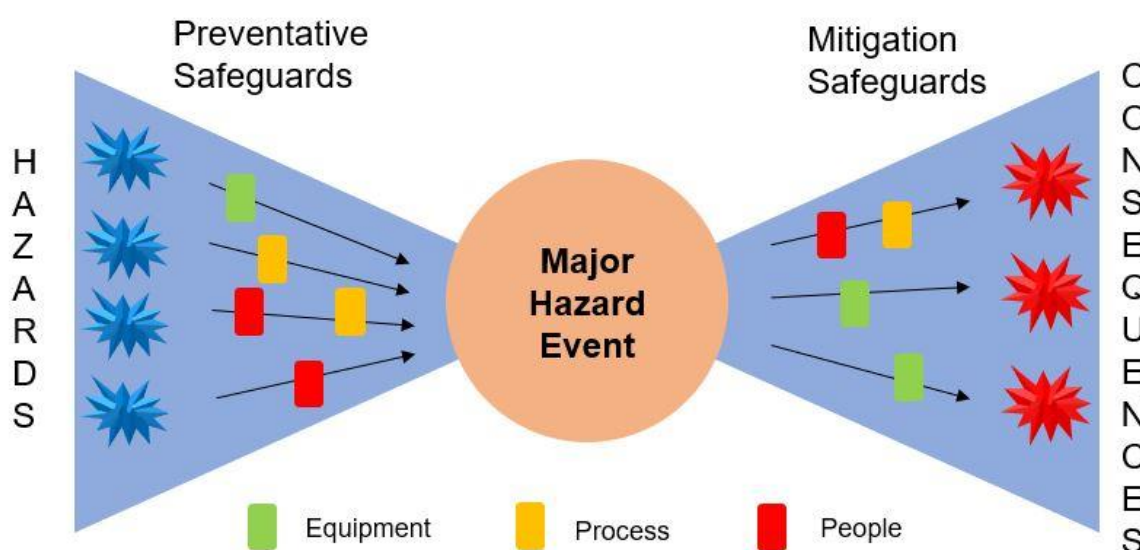 Preventative
Safeguards
Mitigation
Safeguards
H
A
Z
A
R
D
S
Major
Hazard
Event
C
O
N
S
E
Q
U
E
N
C
E
S
Equipment
Process
People